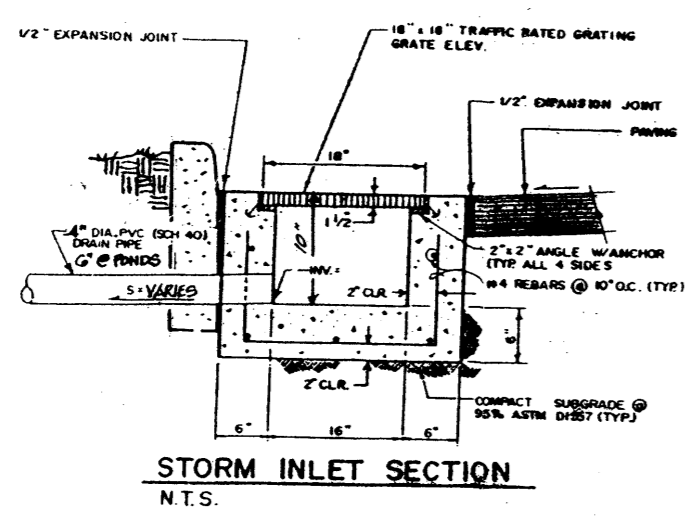 1/2" EXPANSION JOINT
18" x 18" TRAFFIC RATED GRATING
GRATE ELEV.
1/2" EXPANSION JOINT
PAVING
18"
1 1/2"
10"
4" DIA. PVC (SCH 40)
DRAIN PIPE
6" @ PONDS
2" x 2" ANGLE W/ANCHOR
(TYP. ALL 4 SIDES
INV. =
S = VARIES
2" CLR.
#4 REBARS @ 10" O.C. (TYP.)
6"
2" CLR.
COMPACT SUBGRADE @
95% ASTM D1557 (TYP.)
6"
16"
6"
STORM INLET SECTION
N.T.S.